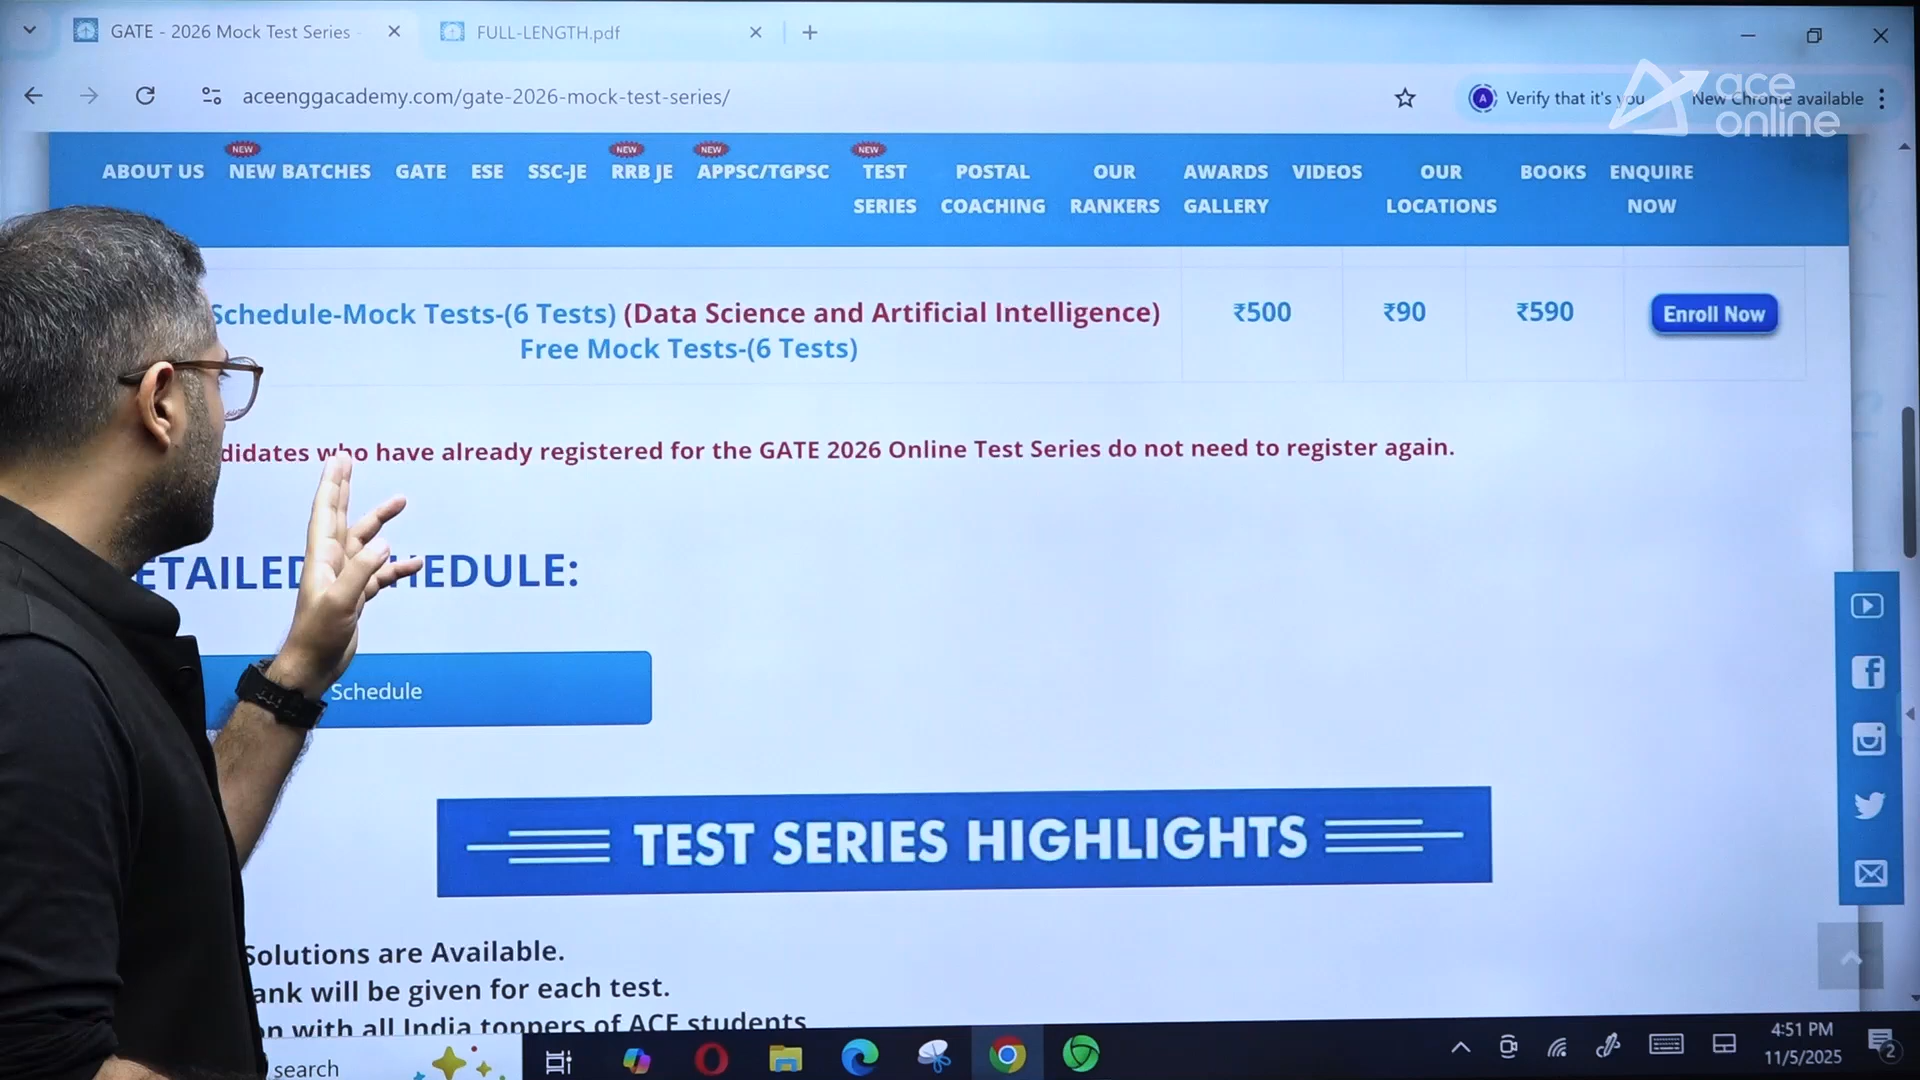 GATE - 2026 Mock Test Series
FULL-LENGTH.pdf
aceenggacademy.com/gate-2026-mock-test-series/
Verify that it's you
New Chrome available
ace
online
ABOUT US
NEW
NEW BATCHES
GATE
ESE
SSC-JE
NEW
RRB JE
NEW
APPSC/TGPSC
NEW
TEST
SERIES
POSTAL
COACHING
OUR
RANKERS
AWARDS
GALLERY
VIDEOS
OUR
LOCATIONS
BOOKS
ENQUIRE
NOW
Schedule-Mock Tests-(6 Tests) (Data Science and Artificial Intelligence)
Free Mock Tests-(6 Tests)
₹500
₹90
₹590
Enroll Now
who have already registered for the GATE 2026 Online Test Series do not need to register again.
Schedule
TEST SERIES HIGHLIGHTS
Solutions are Available.
will be given for each test.
with all India toppers of ACE students
search
4:51 PM
11/5/2025
2